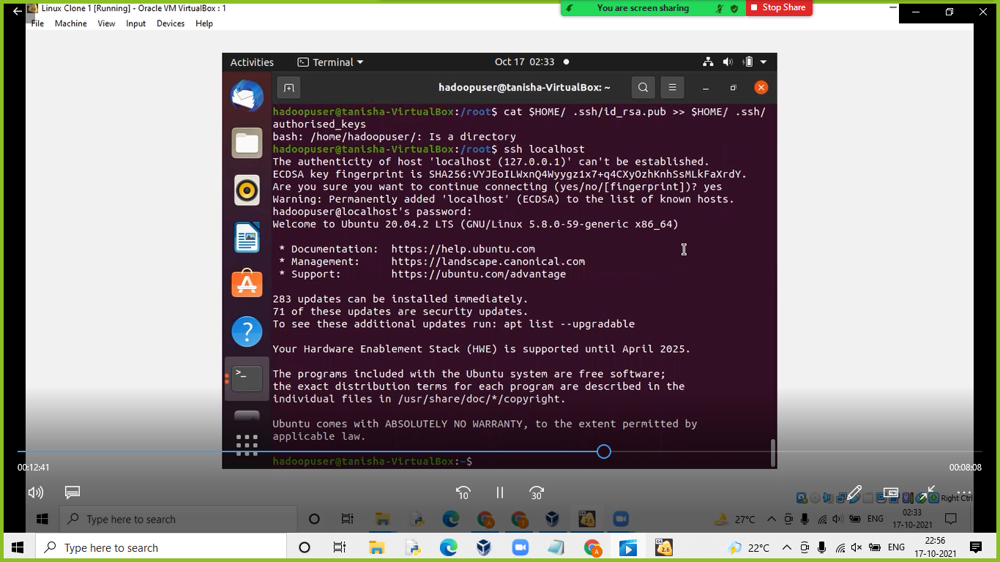 Linux Clone 1 [Running] - Oracle VM VirtualBox : 1
You are screen sharing
Stop Share
File Machine View Input Devices Help
Activities Terminal Oct 17 02:33
hadoopuser@tanisha-VirtualBox: ~
hadoopuser@tanisha-VirtualBox:/root$ cat $HOME/ .ssh/id_rsa.pub >> $HOME/ .ssh/
authorised_keys
bash: /home/hadoopuser/: Is a directory
hadoopuser@tanisha-VirtualBox:/root$ ssh localhost
The authenticity of host 'localhost (127.0.0.1)' can't be established.
ECDSA key fingerprint is SHA256:VYJEoILWxnQ4Wyygz1x7+q4CXyOzhKnhSsMLkFaXrdY.
Are you sure you want to continue connecting (yes/no/[fingerprint])? yes
Warning: Permanently added 'localhost' (ECDSA) to the list of known hosts.
hadoopuser@localhost's password:
Welcome to Ubuntu 20.04.2 LTS (GNU/Linux 5.8.0-59-generic x86_64)
* Documentation: https://help.ubuntu.com
* Management: https://landscape.canonical.com
* Support: https://ubuntu.com/advantage
283 updates can be installed immediately.
71 of these updates are security updates.
To see these additional updates run: apt list --upgradable
Your Hardware Enablement Stack (HWE) is supported until April 2025.
The programs included with the Ubuntu system are free software;
the exact distribution terms for each program are described in the
individual files in /usr/share/doc/*/copyright.
Ubuntu comes with ABSOLUTELY NO WARRANTY, to the extent permitted by
applicable law.
hadoopuser@tanisha-VirtualBox:~$
00:12:41
00:08:08
10 30
Right Ctrl
Type here to search
27°C ENG
02:33
17-10-2021
Type here to search
22°C ENG
22:56
17-10-2021